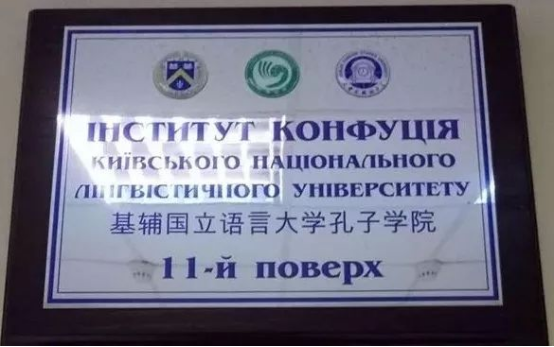 ІНСТИТУТ КОНФУЦІЯ
КИЇВСЬКОГО НАЦІОНАЛЬНОГО
ЛІНГВІСТИЧНОГО УНІВЕРСИТЕТУ
基辅国立语言大学孔子学院
11-й поверх